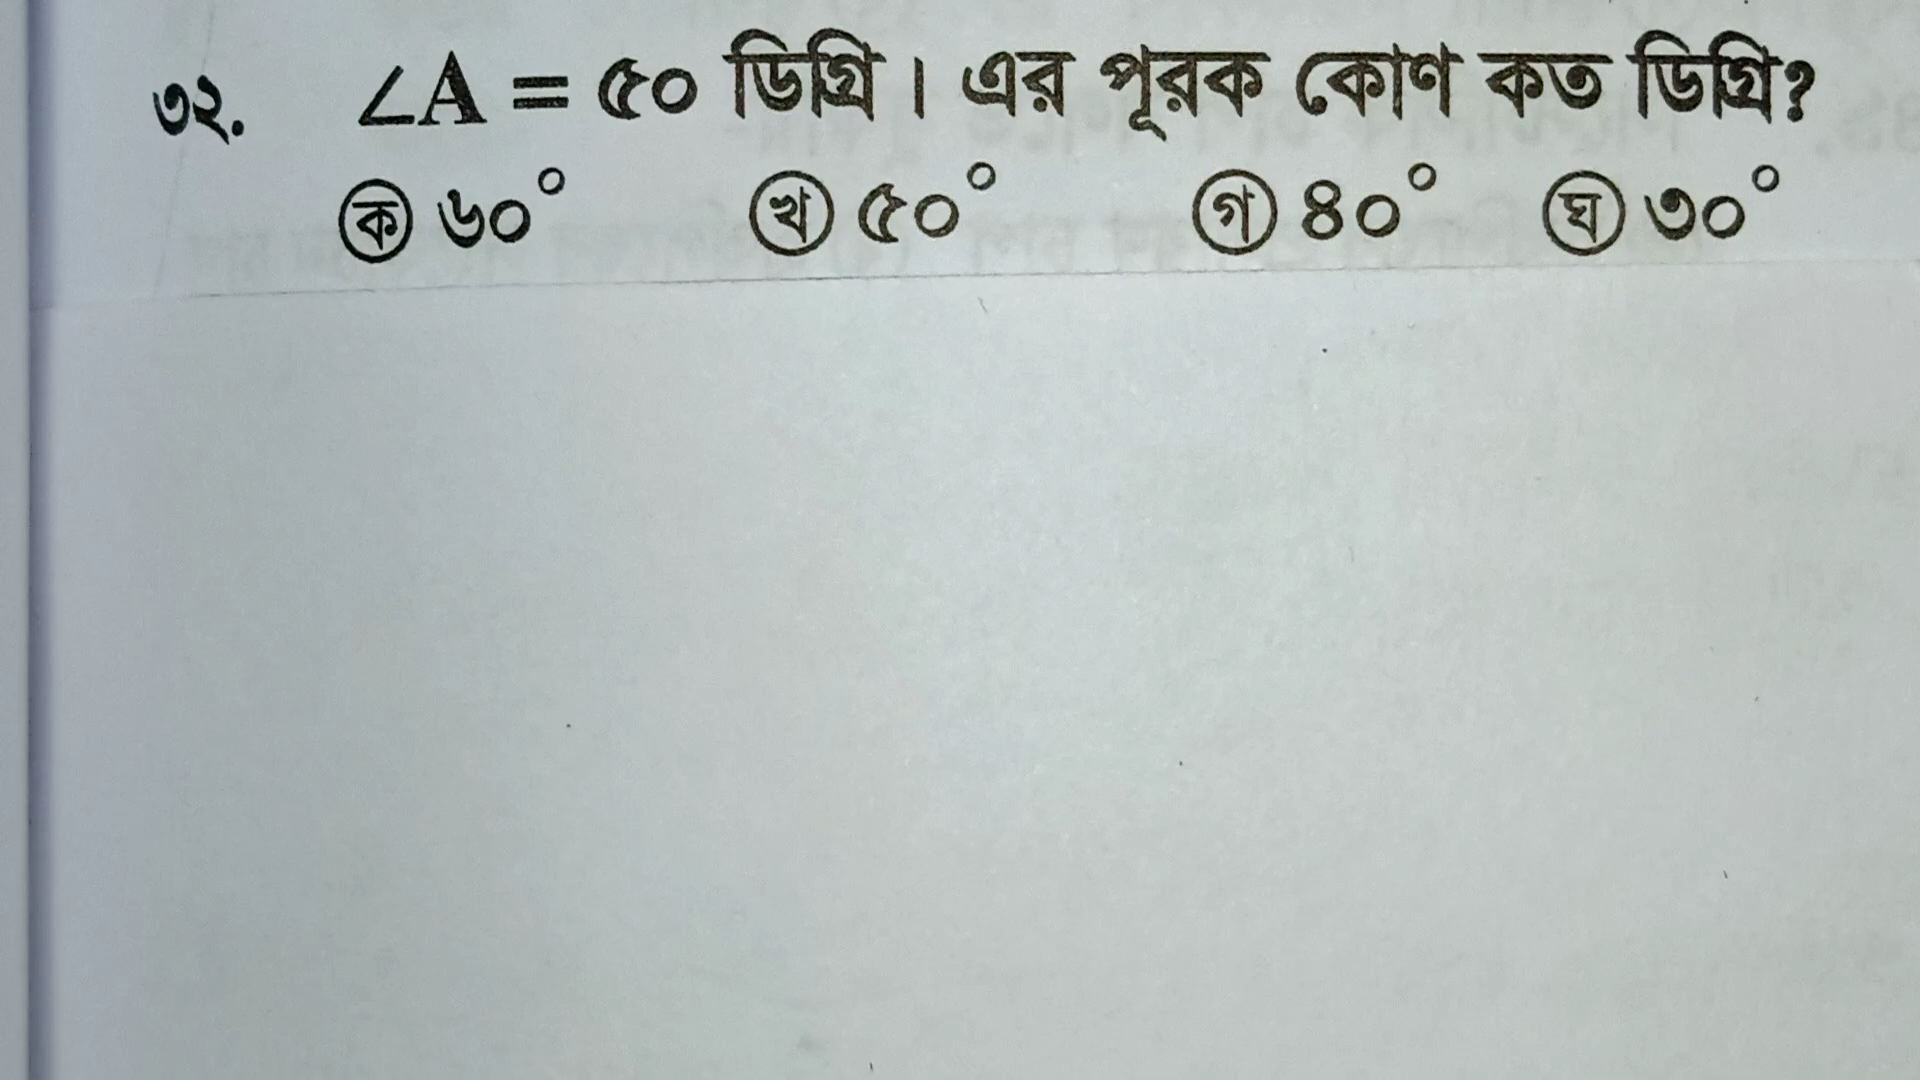 ৩২. ∠A = ৫০ ডিগ্রি। এর পূরক কোণ কত ডিগ্রি?
ক ৬০° খ ৫০° গ ৪০° ঘ ৩০°